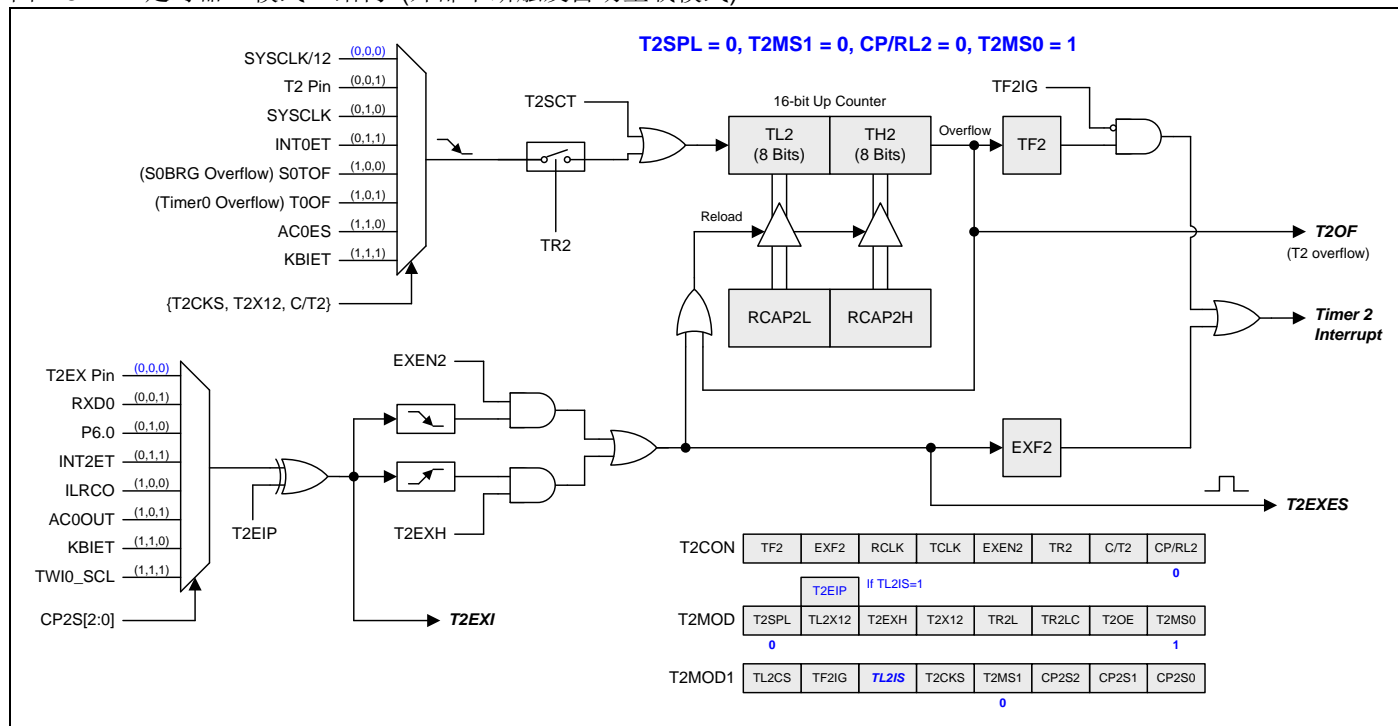 T2SPL = 0, T2MS1 = 0, CP/RL2 = 0, T2MS0 = 1
SYSCLK/12 (0,0,0)
T2 Pin (0,0,1)
SYSCLK (0,1,0)
INT0ET (0,1,1)
(S0BRG Overflow) S0TOF (1,0,0)
(Timer0 Overflow) T0OF (1,0,1)
AC0ES (1,1,0)
KBIET (1,1,1)
{T2CKS, T2X12, C/T2}
TR2
T2SCT
16-bit Up Counter
TL2
(8 Bits)
TH2
(8 Bits)
Overflow
TF2
TF2IG
Reload
RCAP2L
RCAP2H
T2OF
(T2 overflow)
Timer 2
Interrupt
T2EX Pin (0,0,0)
RXD0 (0,0,1)
P6.0 (0,1,0)
INT2ET (0,1,1)
ILRCO (1,0,0)
AC0OUT (1,0,1)
KBIET (1,1,0)
TWI0_SCL (1,1,1)
CP2S[2:0]
T2EIP
EXEN2
T2EXH
T2EXI
EXF2
T2EXES
T2CON TF2 EXF2 RCLK TCLK EXEN2 TR2 C/T2 CP/RL2
0
T2EIP If TL2IS=1
T2MOD T2SPL TL2X12 T2EXH T2X12 TR2L TR2LC T2OE T2MS0
0 1
T2MOD1 TL2CS TF2IG TL2IS T2CKS T2MS1 CP2S2 CP2S1 CP2S0
0